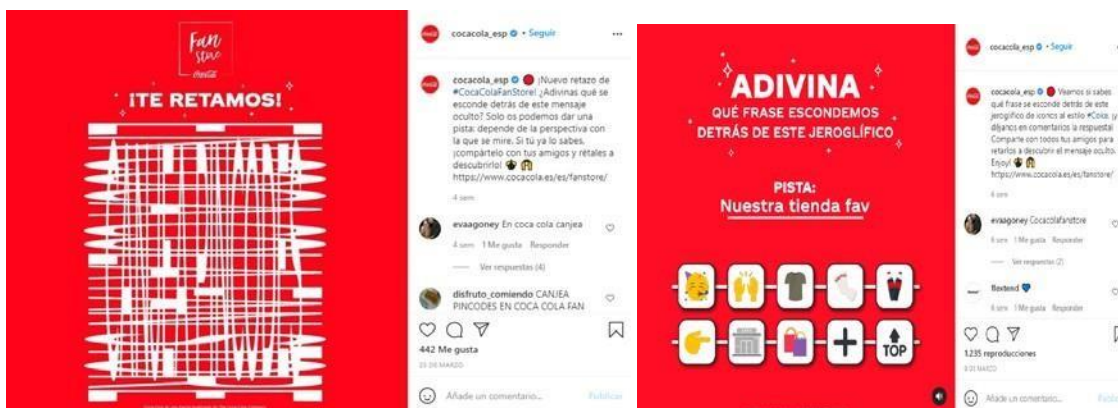 Fan
Store
Coca-Cola
¡TE RETAMOS!
cocacola_esp • Seguir
cocacola_esp ¡Nuevo retazo de
#CocaColaFanStore! ¿Adivinas qué se
esconde detrás de este mensaje
oculto? Solo os podemos dar una
pista: depende de la perspectiva con
la que se mire. Si tú ya lo sabes,
¡compártelo con tus amigos y rétales a
descubrirlo!
https://www.cocacola.es/es/fanstore/
4 sem
evaagoney En coca cola canjea
4 sem 1 Me gusta Responder
Ver respuestas (4)
disfruto_comiendo CANJEA
PINCODES EN COCA COLA FAN
442 Me gusta
25 DE MARZO
Añade un comentario...
Publicar
ADIVINA
QUÉ FRASE ESCONDEMOS
DETRÁS DE ESTE JEROGLÍFICO
PISTA:
Nuestra tienda fav
TOP
cocacola_esp • Seguir
cocacola_esp Veamos si sabes
qué frase se esconde detrás de este
jeroglífico de iconos al estilo #Coke, ¡y
déjanos en comentarios la respuesta!
Comparte con todos tus amigos para
retarlos a descubrir el mensaje oculto.
Enjoy!
https://www.cocacola.es/es/fanstore/
4 sem
evaagoney Cocacolafanstore
1 Me gusta Responder
Ver respuestas (2)
1 Me gusta Responder
1.235 reproducciones
MARZO
Añade un comentario...